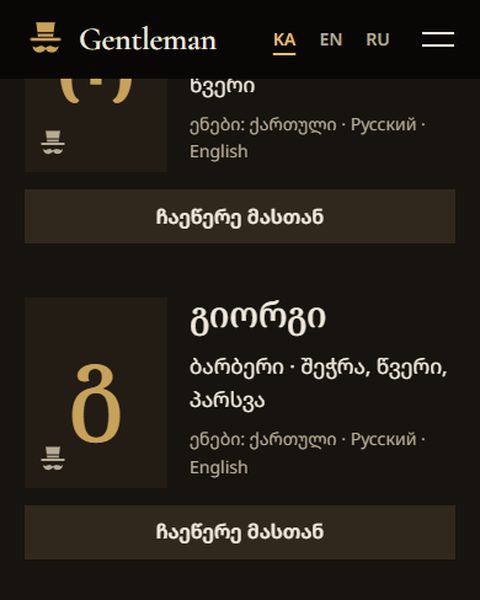 Gentleman
KA EN RU
წვერი
ენები: ქართული · Русский ·
English
ჩაეწერე მასთან
გიორგი
გ
ბარბერი · შეჭრა, წვერი,
პარსვა
ენები: ქართული · Русский ·
English
ჩაეწერე მასთან